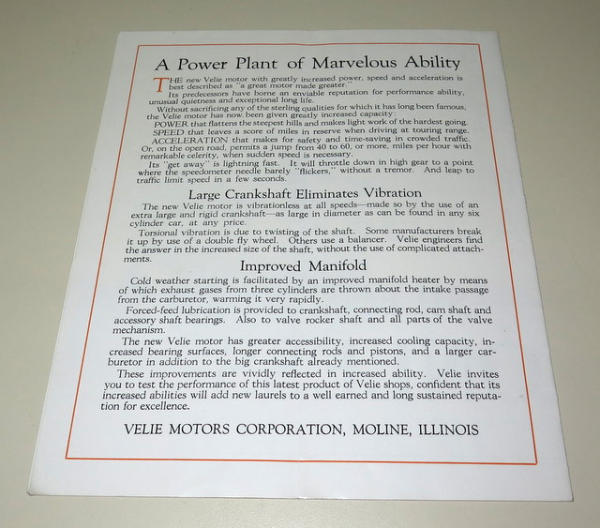 A Power Plant of Marvelous Ability
THE new Velie motor with greatly increased power, speed and acceleration is
best described as "a great motor made greater."
Its predecessors have borne an enviable reputation for performance ability,
unusual quietness and exceptional long life.
Without sacrificing any of the sterling qualities for which it has long been famous,
the Velie motor has now been given greatly increased capacity:
POWER that flattens the steepest hills and makes light work of the hardest going.
SPEED that leaves a score of miles in reserve when driving at touring range.
ACCELERATION that makes for safety and time-saving in crowded traffic.
Or, on the open road, permits a jump from 40 to 60, or more, miles per hour with
remarkable celerity, when sudden speed is necessary.
Its "get away" is lightning fast. It will throttle down in high gear to a point
where the speedometer needle barely "flickers," without a tremor. And leap to
traffic limit speed in a few seconds.
Large Crankshaft Eliminates Vibration
The new Velie motor is vibrationless at all speeds—made so by the use of an
extra large and rigid crankshaft—as large in diameter as can be found in any six
cylinder car, at any price.
Torsional vibration is due to twisting of the shaft. Some manufacturers break
it up by use of a double fly wheel. Others use a balancer. Velie engineers find
the answer in the increased size of the shaft, without the use of complicated attach-
ments.
Improved Manifold
Cold weather starting is facilitated by an improved manifold heater by means
of which exhaust gases from three cylinders are thrown about the intake passage
from the carburetor, warming it very rapidly.
Forced-feed lubrication is provided to crankshaft, connecting rod, cam shaft and
accessory shaft bearings. Also to valve rocker shaft and all parts of the valve
mechanism.
The new Velie motor has greater accessibility, increased cooling capacity, in-
creased bearing surfaces, longer connecting rods and pistons, and a larger car-
buretor in addition to the big crankshaft already mentioned.
These improvements are vividly reflected in increased ability. Velie invites
you to test the performance of this latest product of Velie shops, confident that its
increased abilities will add new laurels to a well earned and long sustained reputa-
tion for excellence.
VELIE MOTORS CORPORATION, MOLINE, ILLINOIS